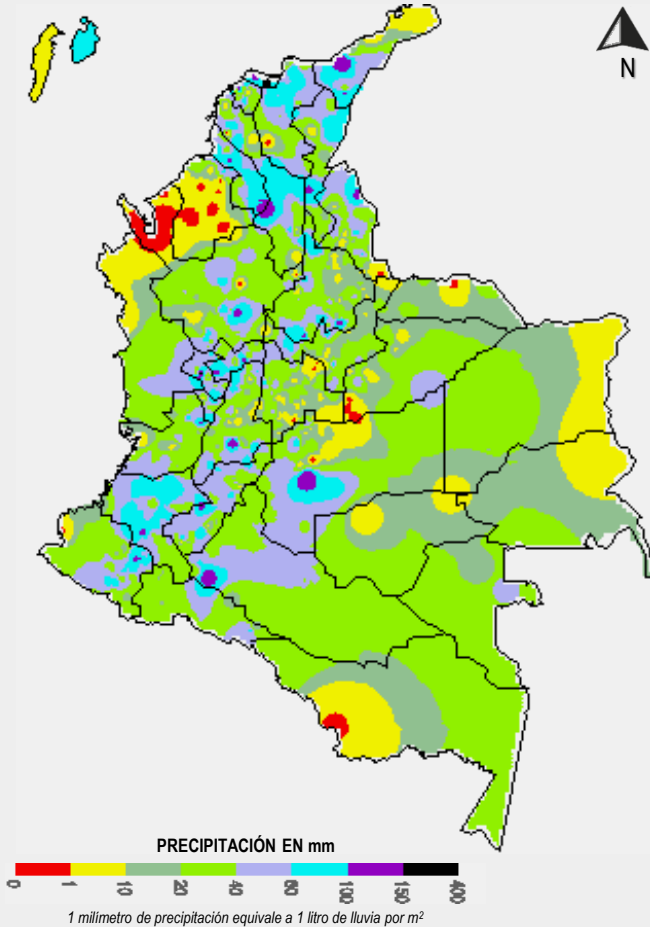 N
PRECIPITACIÓN EN mm
0 1 10 20 40 60 100 150 400
1 milímetro de precipitación equivale a 1 litro de lluvia por m²